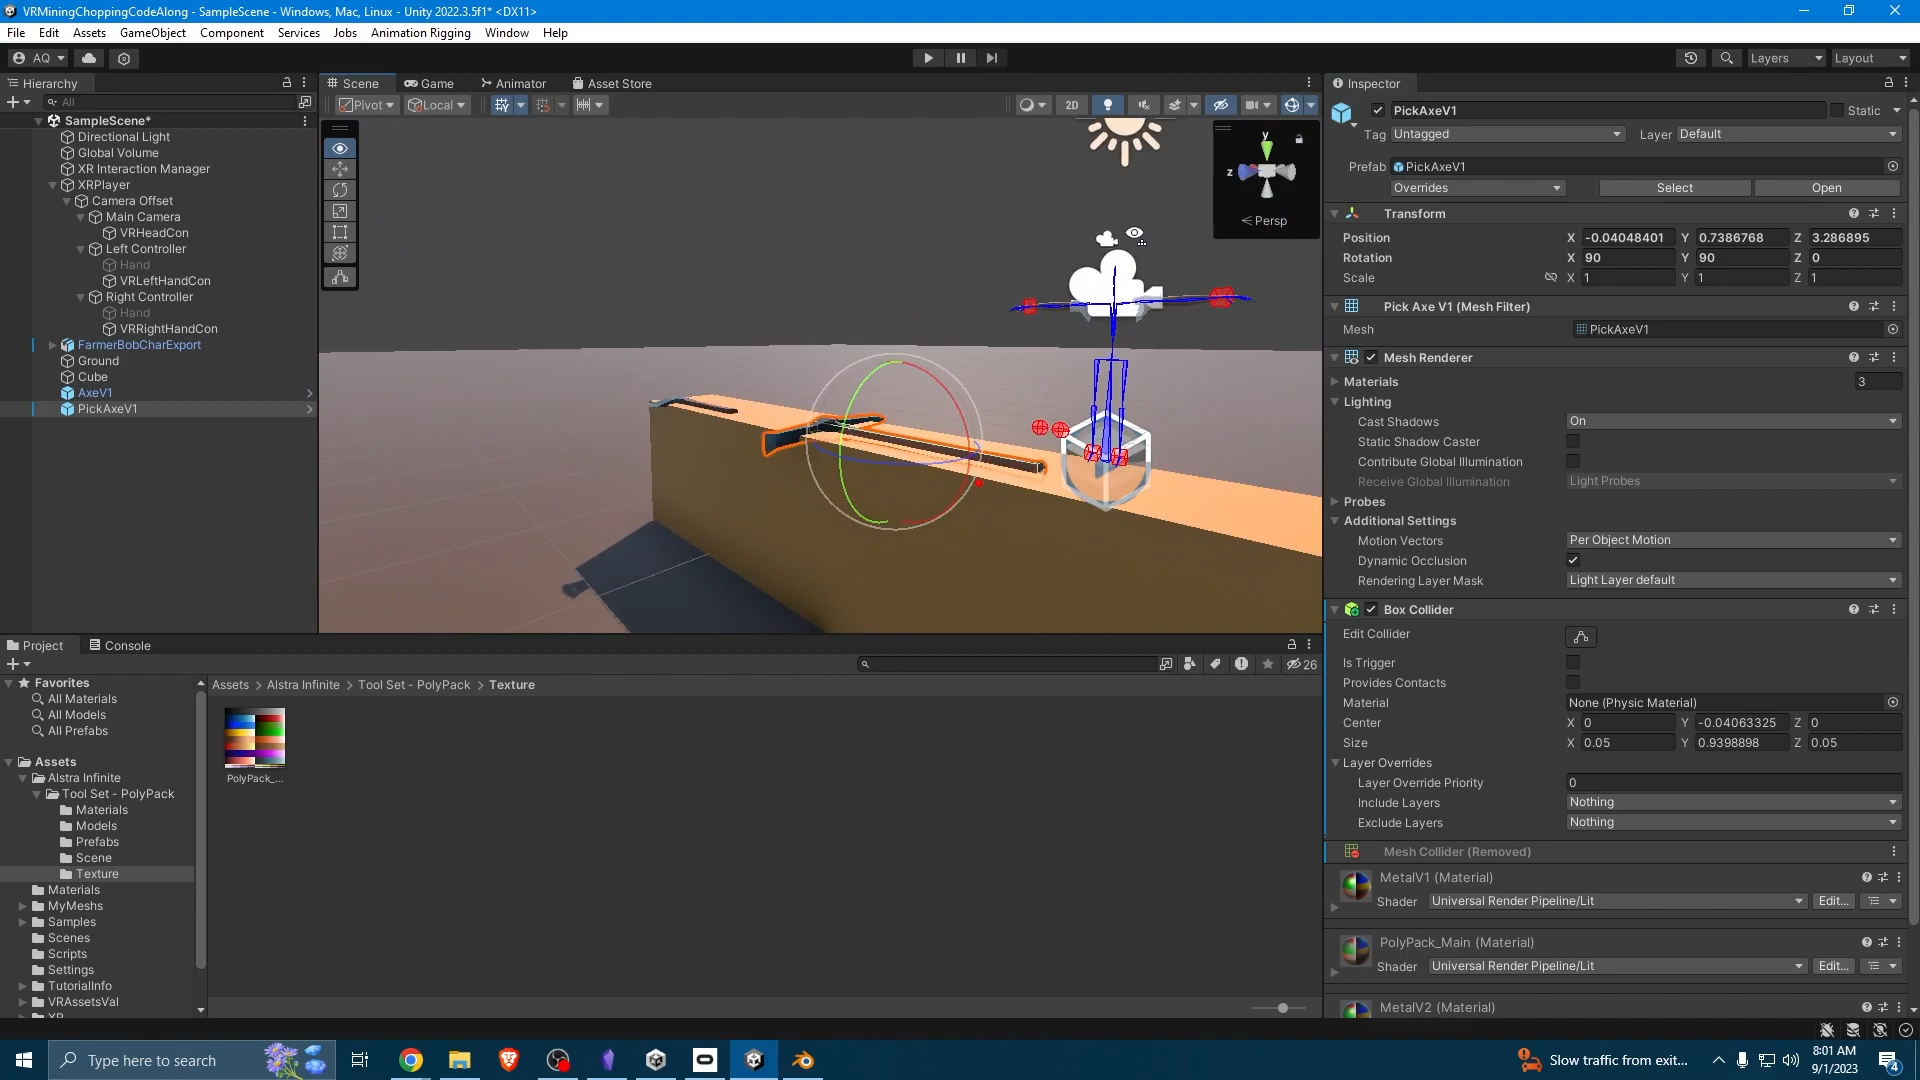 VRMiningChoppingCodeAlong - SampleScene - Windows, Mac, Linux - Unity 2022.3.5f1* <DX11>
File Edit Assets GameObject Component Services Jobs Animation Rigging Window Help
AQ Layers Layout
Hierarchy
All
SampleScene*
Directional Light
Global Volume
XR Interaction Manager
XRPlayer
Camera Offset
Main Camera
VRHeadCon
Left Controller
Hand
VRLeftHandCon
Right Controller
Hand
VRRightHandCon
FarmerBobCharExport
Ground
Cube
AxeV1
PickAxeV1
Scene Game Animator Asset Store
Pivot Local 2D
y
z
< Persp
Inspector
PickAxeV1 Static
Tag Untagged Layer Default
Prefab PickAxeV1
Overrides Select Open
Transform
Position X -0.04048401 Y 0.7386768 Z 3.286895
Rotation X 90 Y 90 Z 0
Scale X 1 Y 1 Z 1
Pick Axe V1 (Mesh Filter)
Mesh PickAxeV1
Mesh Renderer
Materials 3
Lighting
Cast Shadows On
Static Shadow Caster
Contribute Global Illumination
Receive Global Illumination Light Probes
Probes
Additional Settings
Motion Vectors Per Object Motion
Dynamic Occlusion
Rendering Layer Mask Light Layer default
Box Collider
Edit Collider
Is Trigger
Provides Contacts
Material None (Physic Material)
Center X 0 Y -0.04063325 Z 0
Size X 0.05 Y 0.9398898 Z 0.05
Layer Overrides
Layer Override Priority 0
Include Layers Nothing
Exclude Layers Nothing
Mesh Collider (Removed)
MetalV1 (Material)
Shader Universal Render Pipeline/Lit Edit...
PolyPack_Main (Material)
Shader Universal Render Pipeline/Lit Edit...
MetalV2 (Material)
Project Console
26
Favorites
All Materials
All Models
All Prefabs
Assets
Alstra Infinite
Tool Set - PolyPack
Materials
Models
Prefabs
Scene
Texture
Materials
MyMeshs
Samples
Scenes
Scripts
Settings
TutorialInfo
VRAssetsVal
XR
Assets > Alstra Infinite > Tool Set - PolyPack > Texture
PolyPack_...
Type here to search
Slow traffic from exit...
8:01 AM
9/1/2023
4